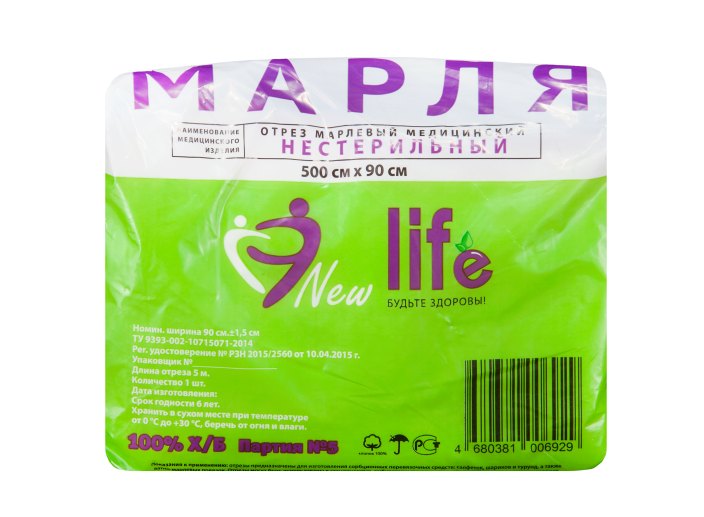 МАРЛЯ
НАИМЕНОВАНИЕ
МЕДИЦИНСКОГО
ИЗДЕЛИЯ
ОТРЕЗ МАРЛЕВЫЙ МЕДИЦИНСКИЙ
НЕСТЕРИЛЬНЫЙ
500 см х 90 см
New life
БУДЬТЕ ЗДОРОВЫ!
Номин. ширина 90 см.±1,5 см
ТУ 9393-002-10715071-2014
Рег. удостоверение № РЗН 2015/2560 от 10.04.2015 г.
Упаковщик №
Длина отреза 5 м.
Количество 1 шт.
Дата изготовления:
Срок годности 6 лет.
Хранить в сухом месте при температуре
от 0 °С до +30 °С, беречь от огня и влаги.
100% Х/Б Партия №5
хлопок 100%
РСТ
4 680381 006929
Показания к применению: отрезы предназначены для изготовления сорбционных перевязочных средств: салфеток, шариков и турунд, а также